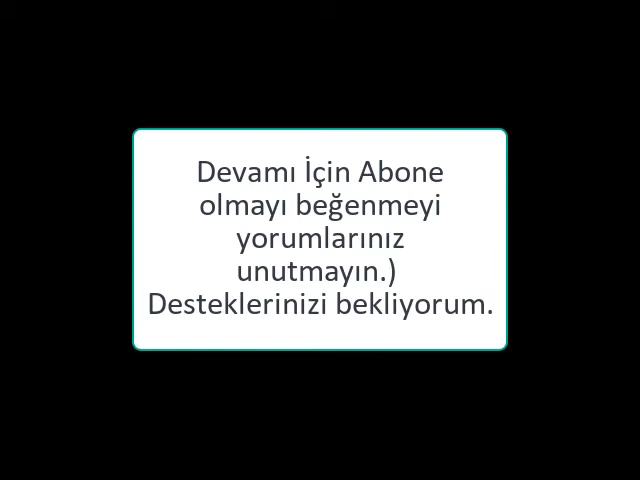 Devamı İçin Abone
olmayı beğenmeyi
yorumlarınız
unutmayın.)
Desteklerinizi bekliyorum.